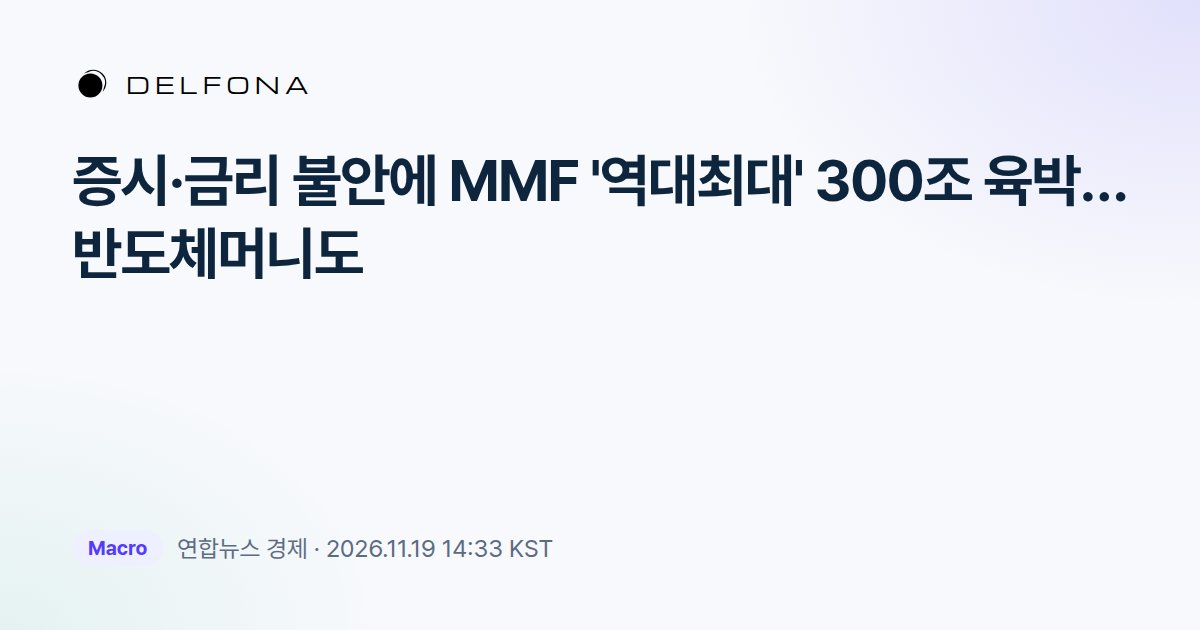 DELFONA
증시·금리 불안에 MMF '역대최대' 300조 육박…
반도체머니도
Macro 연합뉴스 경제 · 2026.11.19 14:33 KST